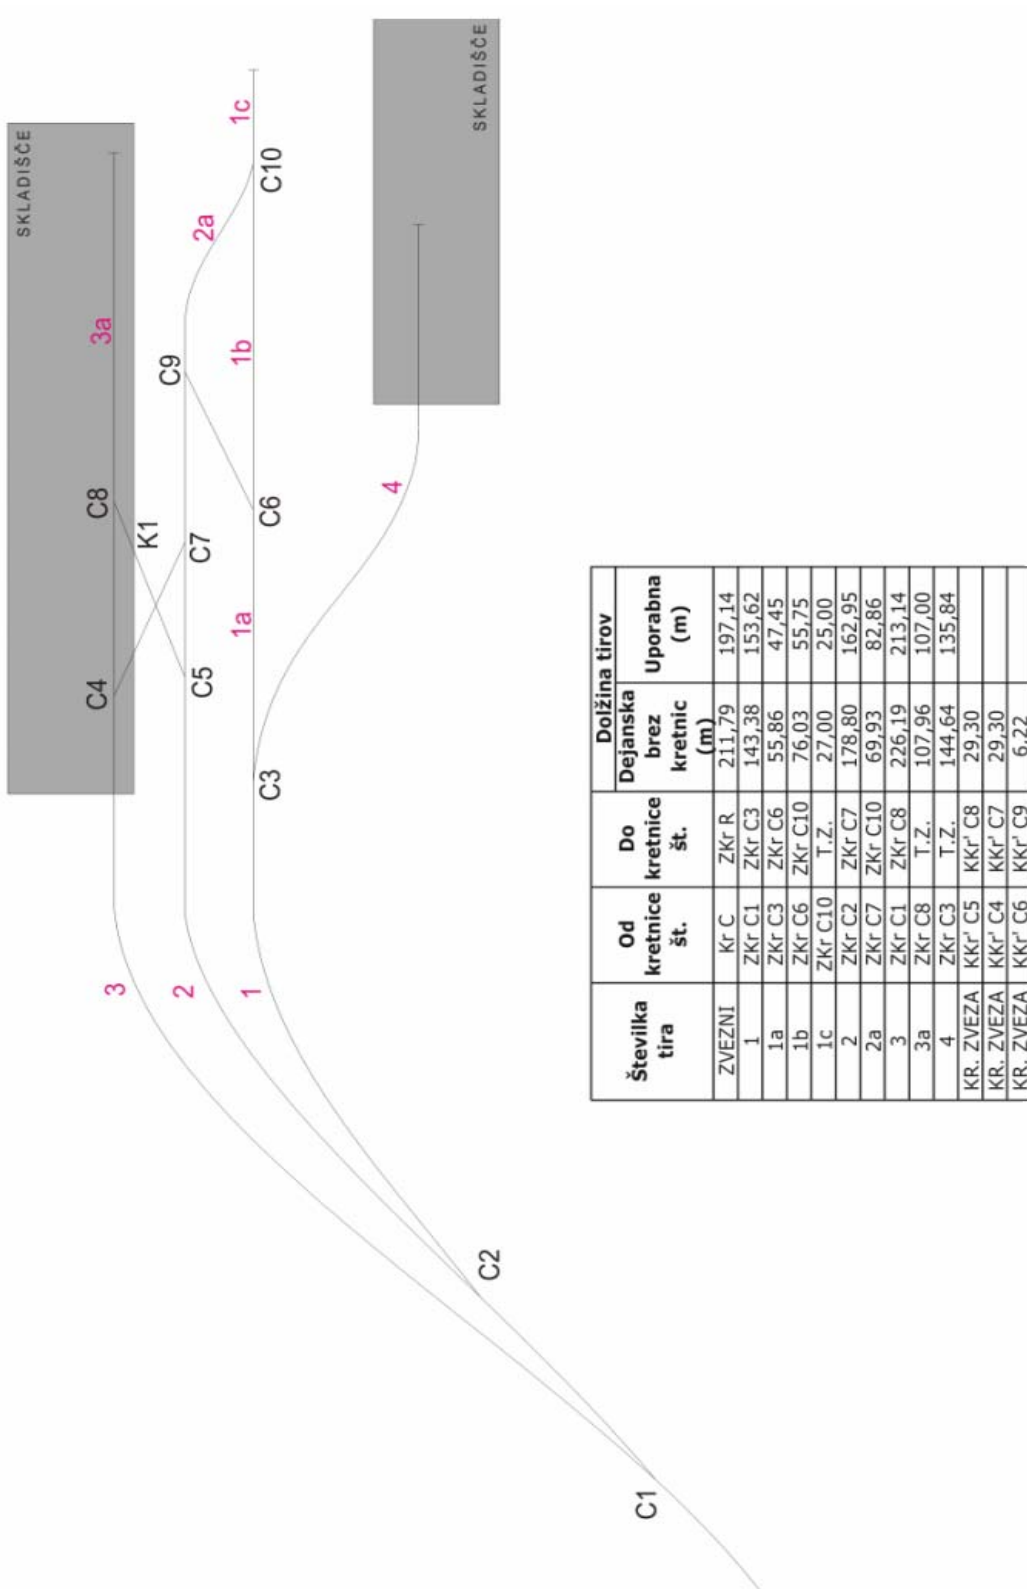 SKLADIŠČE
SKLADIŠČE
3a
C8
C4
K1
3
2a
C9
C7
C5
2
1c
C10
1b
C6
1a
C3
1
4
C2
C1
Številka tira | Od kretnice št. | Do kretnice št. | Dolžina tirov
Dejanska brez kretnic (m) | Uporabna (m)
ZVEZNI Kr C ZKr R 211,79 197,14
1 ZKr C1 ZKr C3 143,38 153,62
1a ZKr C3 ZKr C6 55,86 47,45
1b ZKr C6 ZKr C10 76,03 55,75
1c ZKr C10 T.Z. 27,00 25,00
2 ZKr C2 ZKr C7 178,80 162,95
2a ZKr C7 ZKr C10 69,93 82,86
3 ZKr C1 ZKr C8 226,19 213,14
3a ZKr C8 T.Z. 107,96 107,00
4 ZKr C3 T.Z. 144,64 135,84
KR. ZVEZA KKr' C5 KKr' C8 29,30
KR. ZVEZA KKr' C4 KKr' C7 29,30
KR. ZVEZA KKr' C6 KKr' C9 6,22